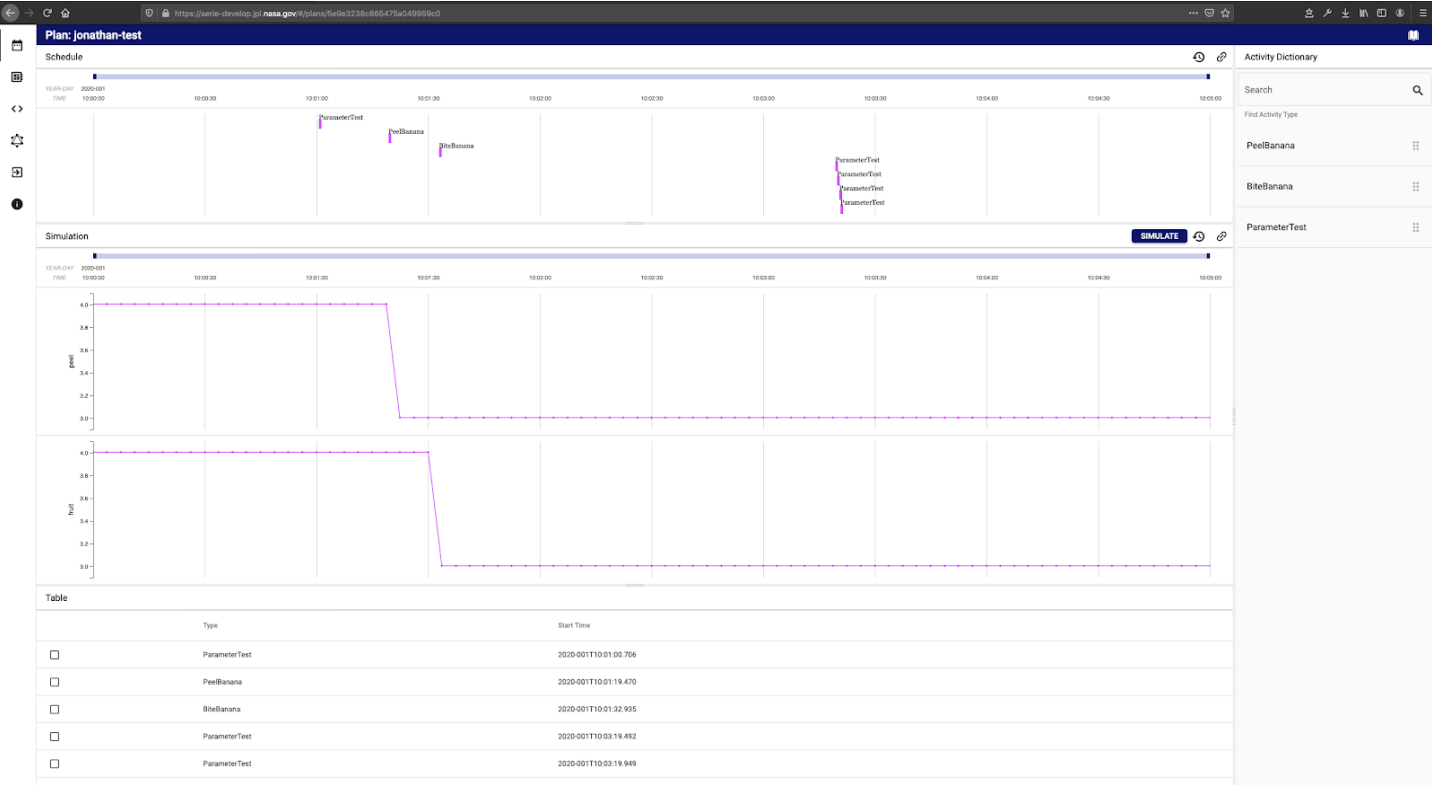 https://aerie-develop.jpl.nasa.gov/#/plans/5e9e3238c665475a049959c0
Plan: jonathan-test
Schedule
YEAR-DAY 2020-001
TIME 10:00:00 10:00:30 10:01:00 10:01:30 10:02:00 10:02:30 10:03:00 10:03:30 10:04:00 10:04:30 10:05:00
ParameterTest
PeelBanana
BiteBanana
ParameterTest
ParameterTest
ParameterTest
ParameterTest
Simulation
SIMULATE
YEAR-DAY 2020-001
TIME 10:00:00 10:00:30 10:01:00 10:01:30 10:02:00 10:02:30 10:03:00 10:03:30 10:04:00 10:04:30 10:05:00
peel
4.0
3.8
3.6
3.4
3.2
3.0
fruit
4.0
3.8
3.6
3.4
3.2
3.0
Table
Type Start Time
ParameterTest 2020-001T10:01:00.706
PeelBanana 2020-001T10:01:19.470
BiteBanana 2020-001T10:01:32.935
ParameterTest 2020-001T10:03:19.492
ParameterTest 2020-001T10:03:19.949
Activity Dictionary
Search
Find Activity Type
PeelBanana
BiteBanana
ParameterTest